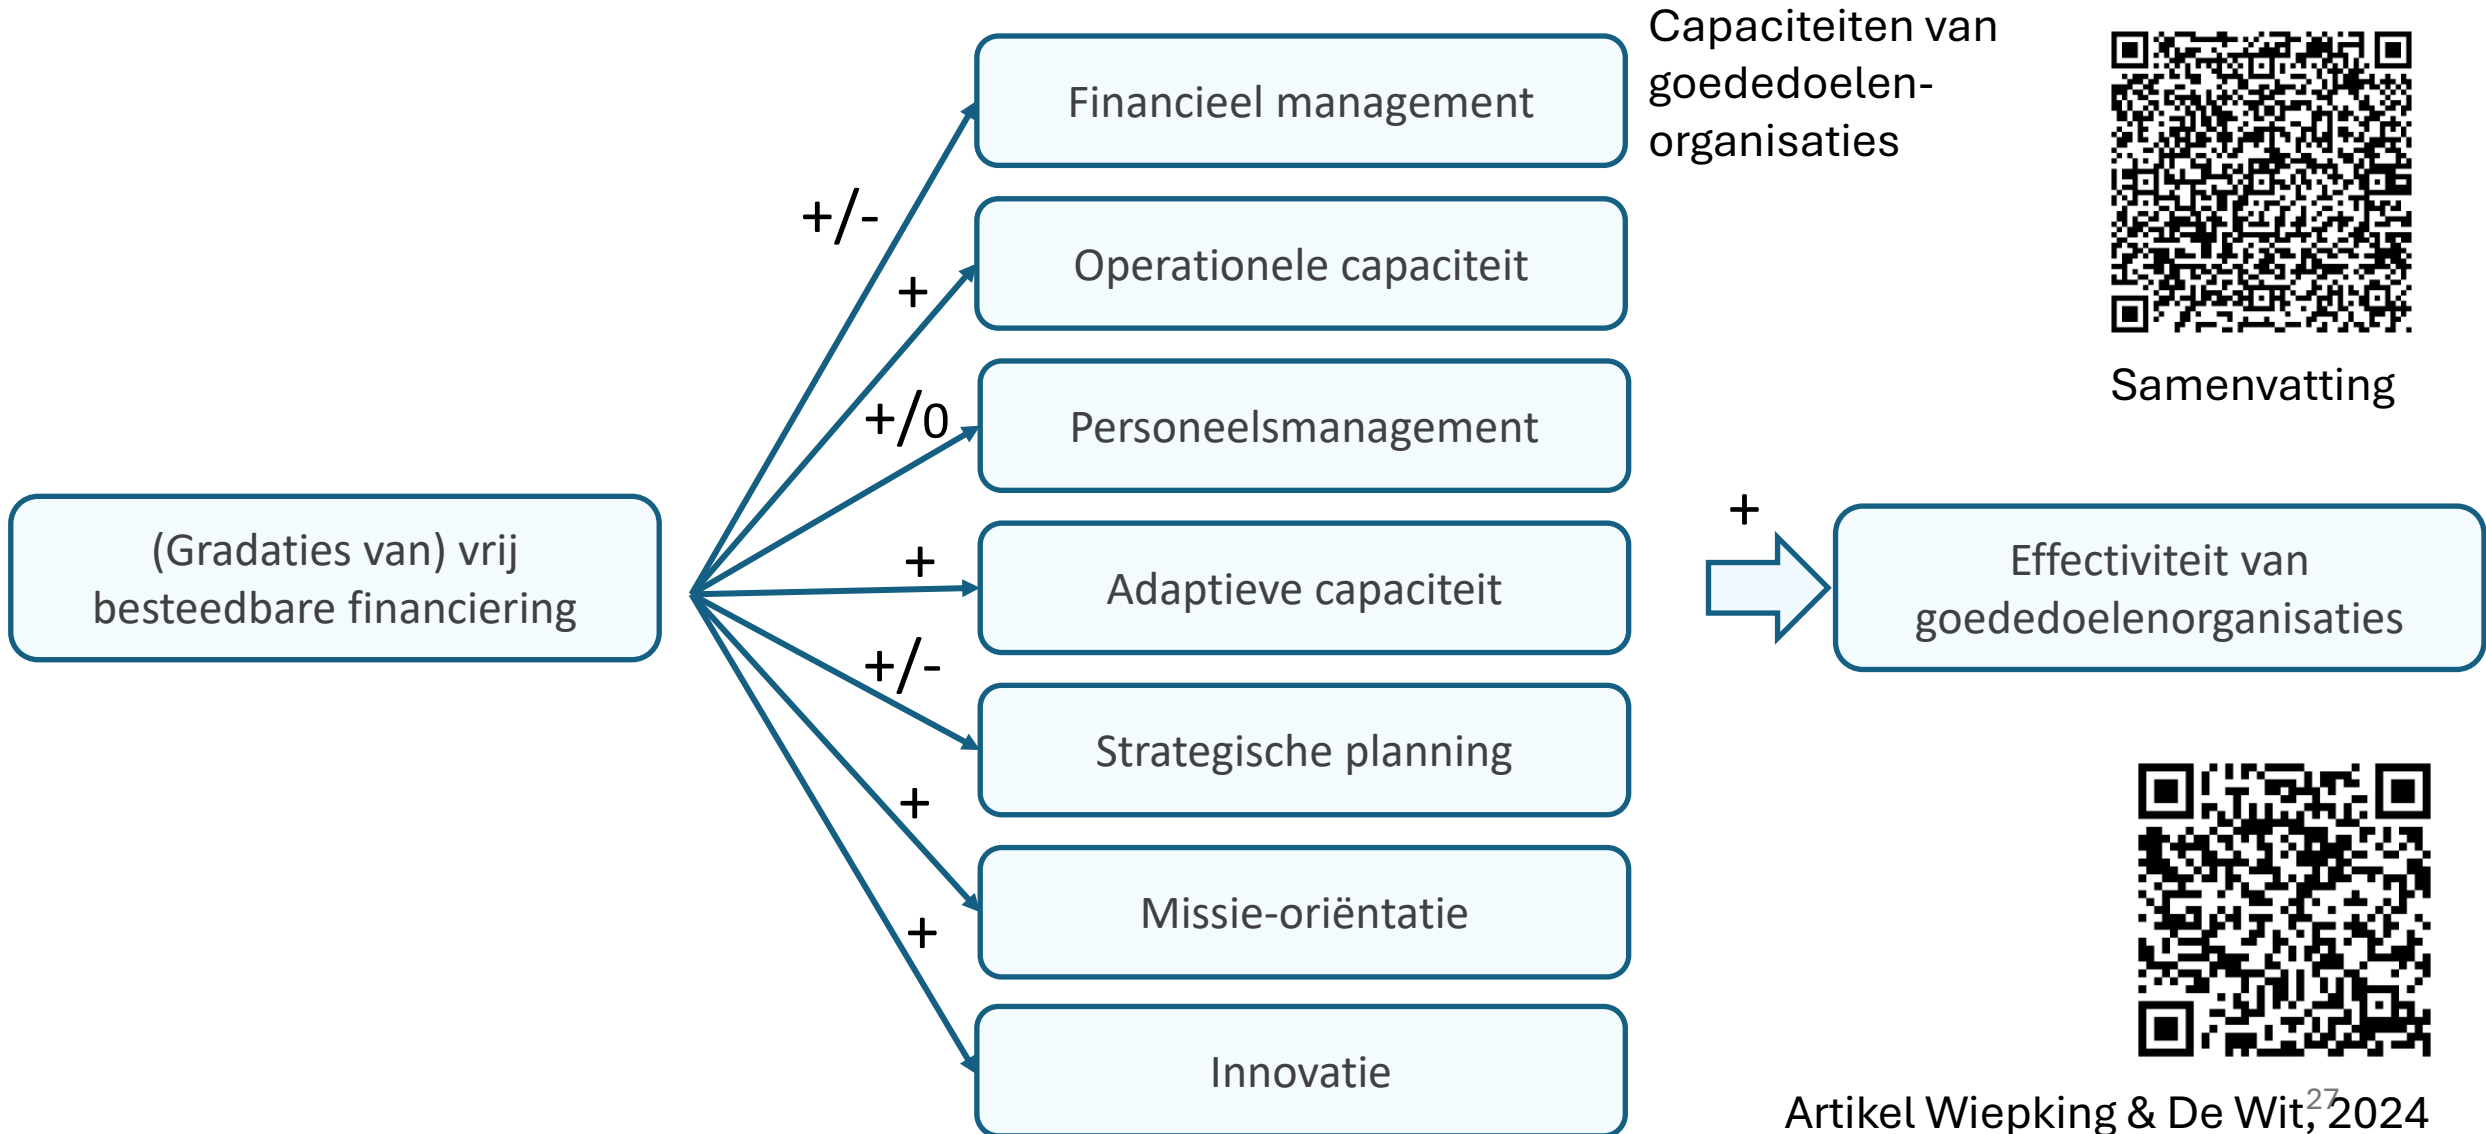 Capaciteiten van
goededoelen-
organisaties
Financieel management
+/-
Operationele capaciteit
+
Samenvatting
Personeelsmanagement
+/0
(Gradaties van) vrij
besteedbare financiering
Adaptieve capaciteit
+
+
Effectiviteit van
goededoelenorganisaties
Strategische planning
+/-
Missie-oriëntatie
+
Innovatie
+
Artikel Wiepking & De Wit, 2024
27